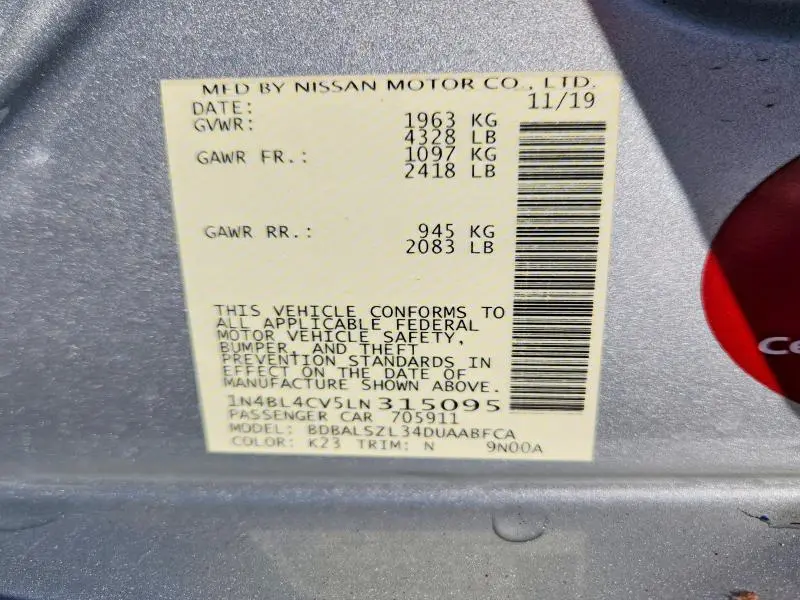 MFD BY NISSAN MOTOR CO., LTD.
DATE: 11/19
GVWR: 1963 KG
4328 LB
GAWR FR.: 1097 KG
2418 LB
GAWR RR.: 945 KG
2083 LB
THIS VEHICLE CONFORMS TO
ALL APPLICABLE FEDERAL
MOTOR VEHICLE SAFETY,
BUMPER, AND THEFT
PREVENTION STANDARDS IN
EFFECT ON THE DATE OF
MANUFACTURE SHOWN ABOVE.
1N4BL4CV5LN315095
PASSENGER CAR 705911
MODEL: BDBALSZL34DUAABFCA
COLOR: K23 TRIM: N 9N00A
Ce